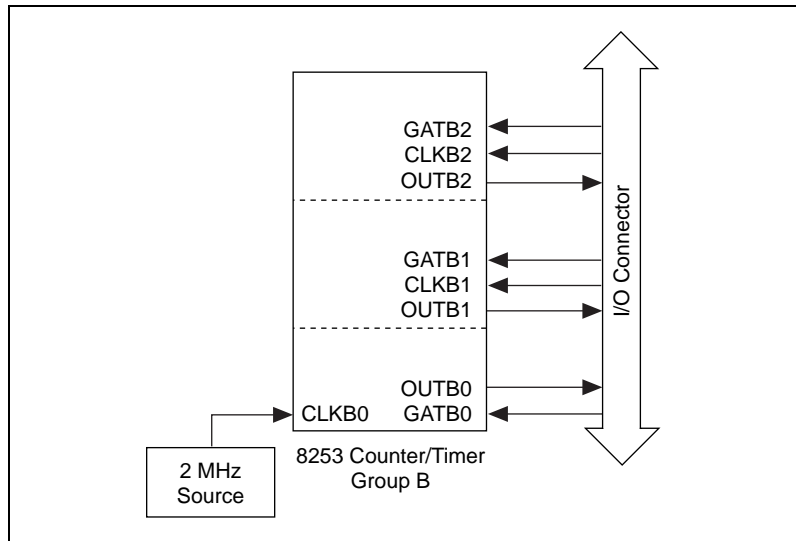 GATB2
CLKB2
OUTB2
GATB1
CLKB1
OUTB1
OUTB0
CLKB0 GATB0
I/O Connector
8253 Counter/Timer
Group B
2 MHz
Source